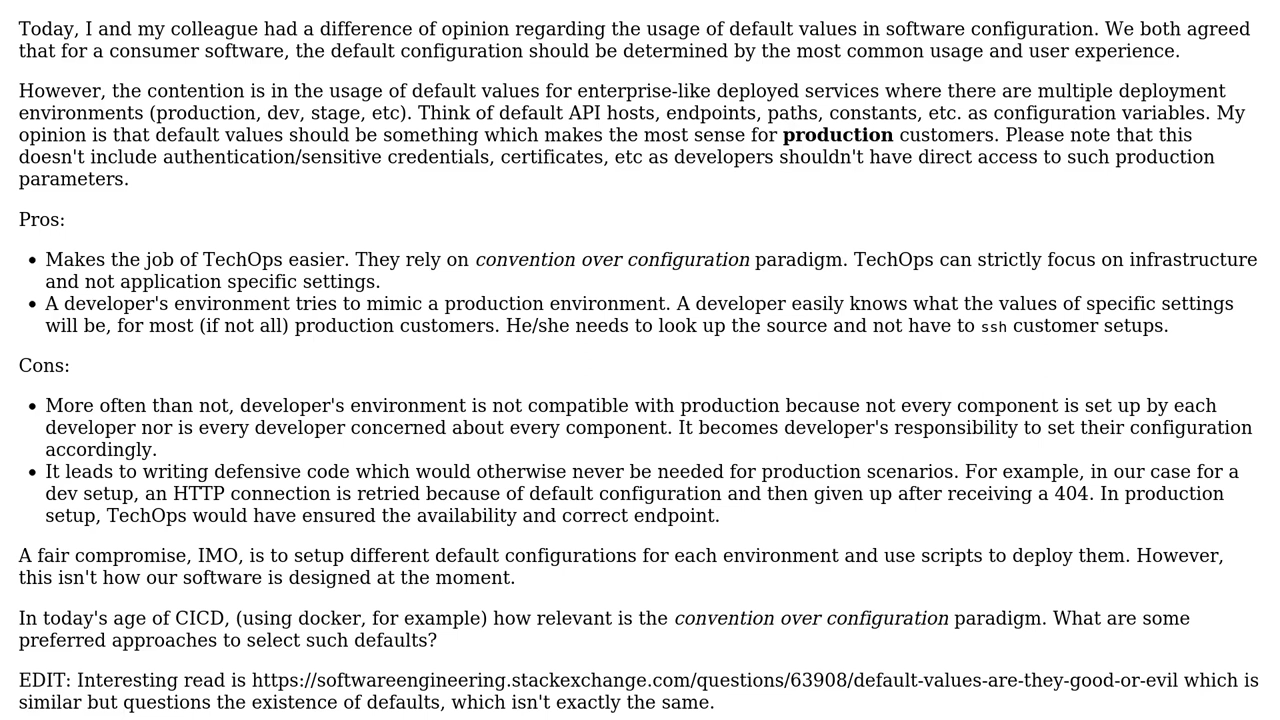 Today, I and my colleague had a difference of opinion regarding the usage of default values in software configuration. We both agreed
that for a consumer software, the default configuration should be determined by the most common usage and user experience.
However, the contention is in the usage of default values for enterprise-like deployed services where there are multiple deployment
environments (production, dev, stage, etc). Think of default API hosts, endpoints, paths, constants, etc. as configuration variables. My
opinion is that default values should be something which makes the most sense for production customers. Please note that this
doesn't include authentication/sensitive credentials, certificates, etc as developers shouldn't have direct access to such production
parameters.
Pros:
• Makes the job of TechOps easier. They rely on convention over configuration paradigm. TechOps can strictly focus on infrastructure
and not application specific settings.
• A developer's environment tries to mimic a production environment. A developer easily knows what the values of specific settings
will be, for most (if not all) production customers. He/she needs to look up the source and not have to ssh customer setups.
Cons:
• More often than not, developer's environment is not compatible with production because not every component is set up by each
developer nor is every developer concerned about every component. It becomes developer's responsibility to set their configuration
accordingly.
• It leads to writing defensive code which would otherwise never be needed for production scenarios. For example, in our case for a
dev setup, an HTTP connection is retried because of default configuration and then given up after receiving a 404. In production
setup, TechOps would have ensured the availability and correct endpoint.
A fair compromise, IMO, is to setup different default configurations for each environment and use scripts to deploy them. However,
this isn't how our software is designed at the moment.
In today's age of CICD, (using docker, for example) how relevant is the convention over configuration paradigm. What are some
preferred approaches to select such defaults?
EDIT: Interesting read is https://softwareengineering.stackexchange.com/questions/63908/default-values-are-they-good-or-evil which is
similar but questions the existence of defaults, which isn't exactly the same.